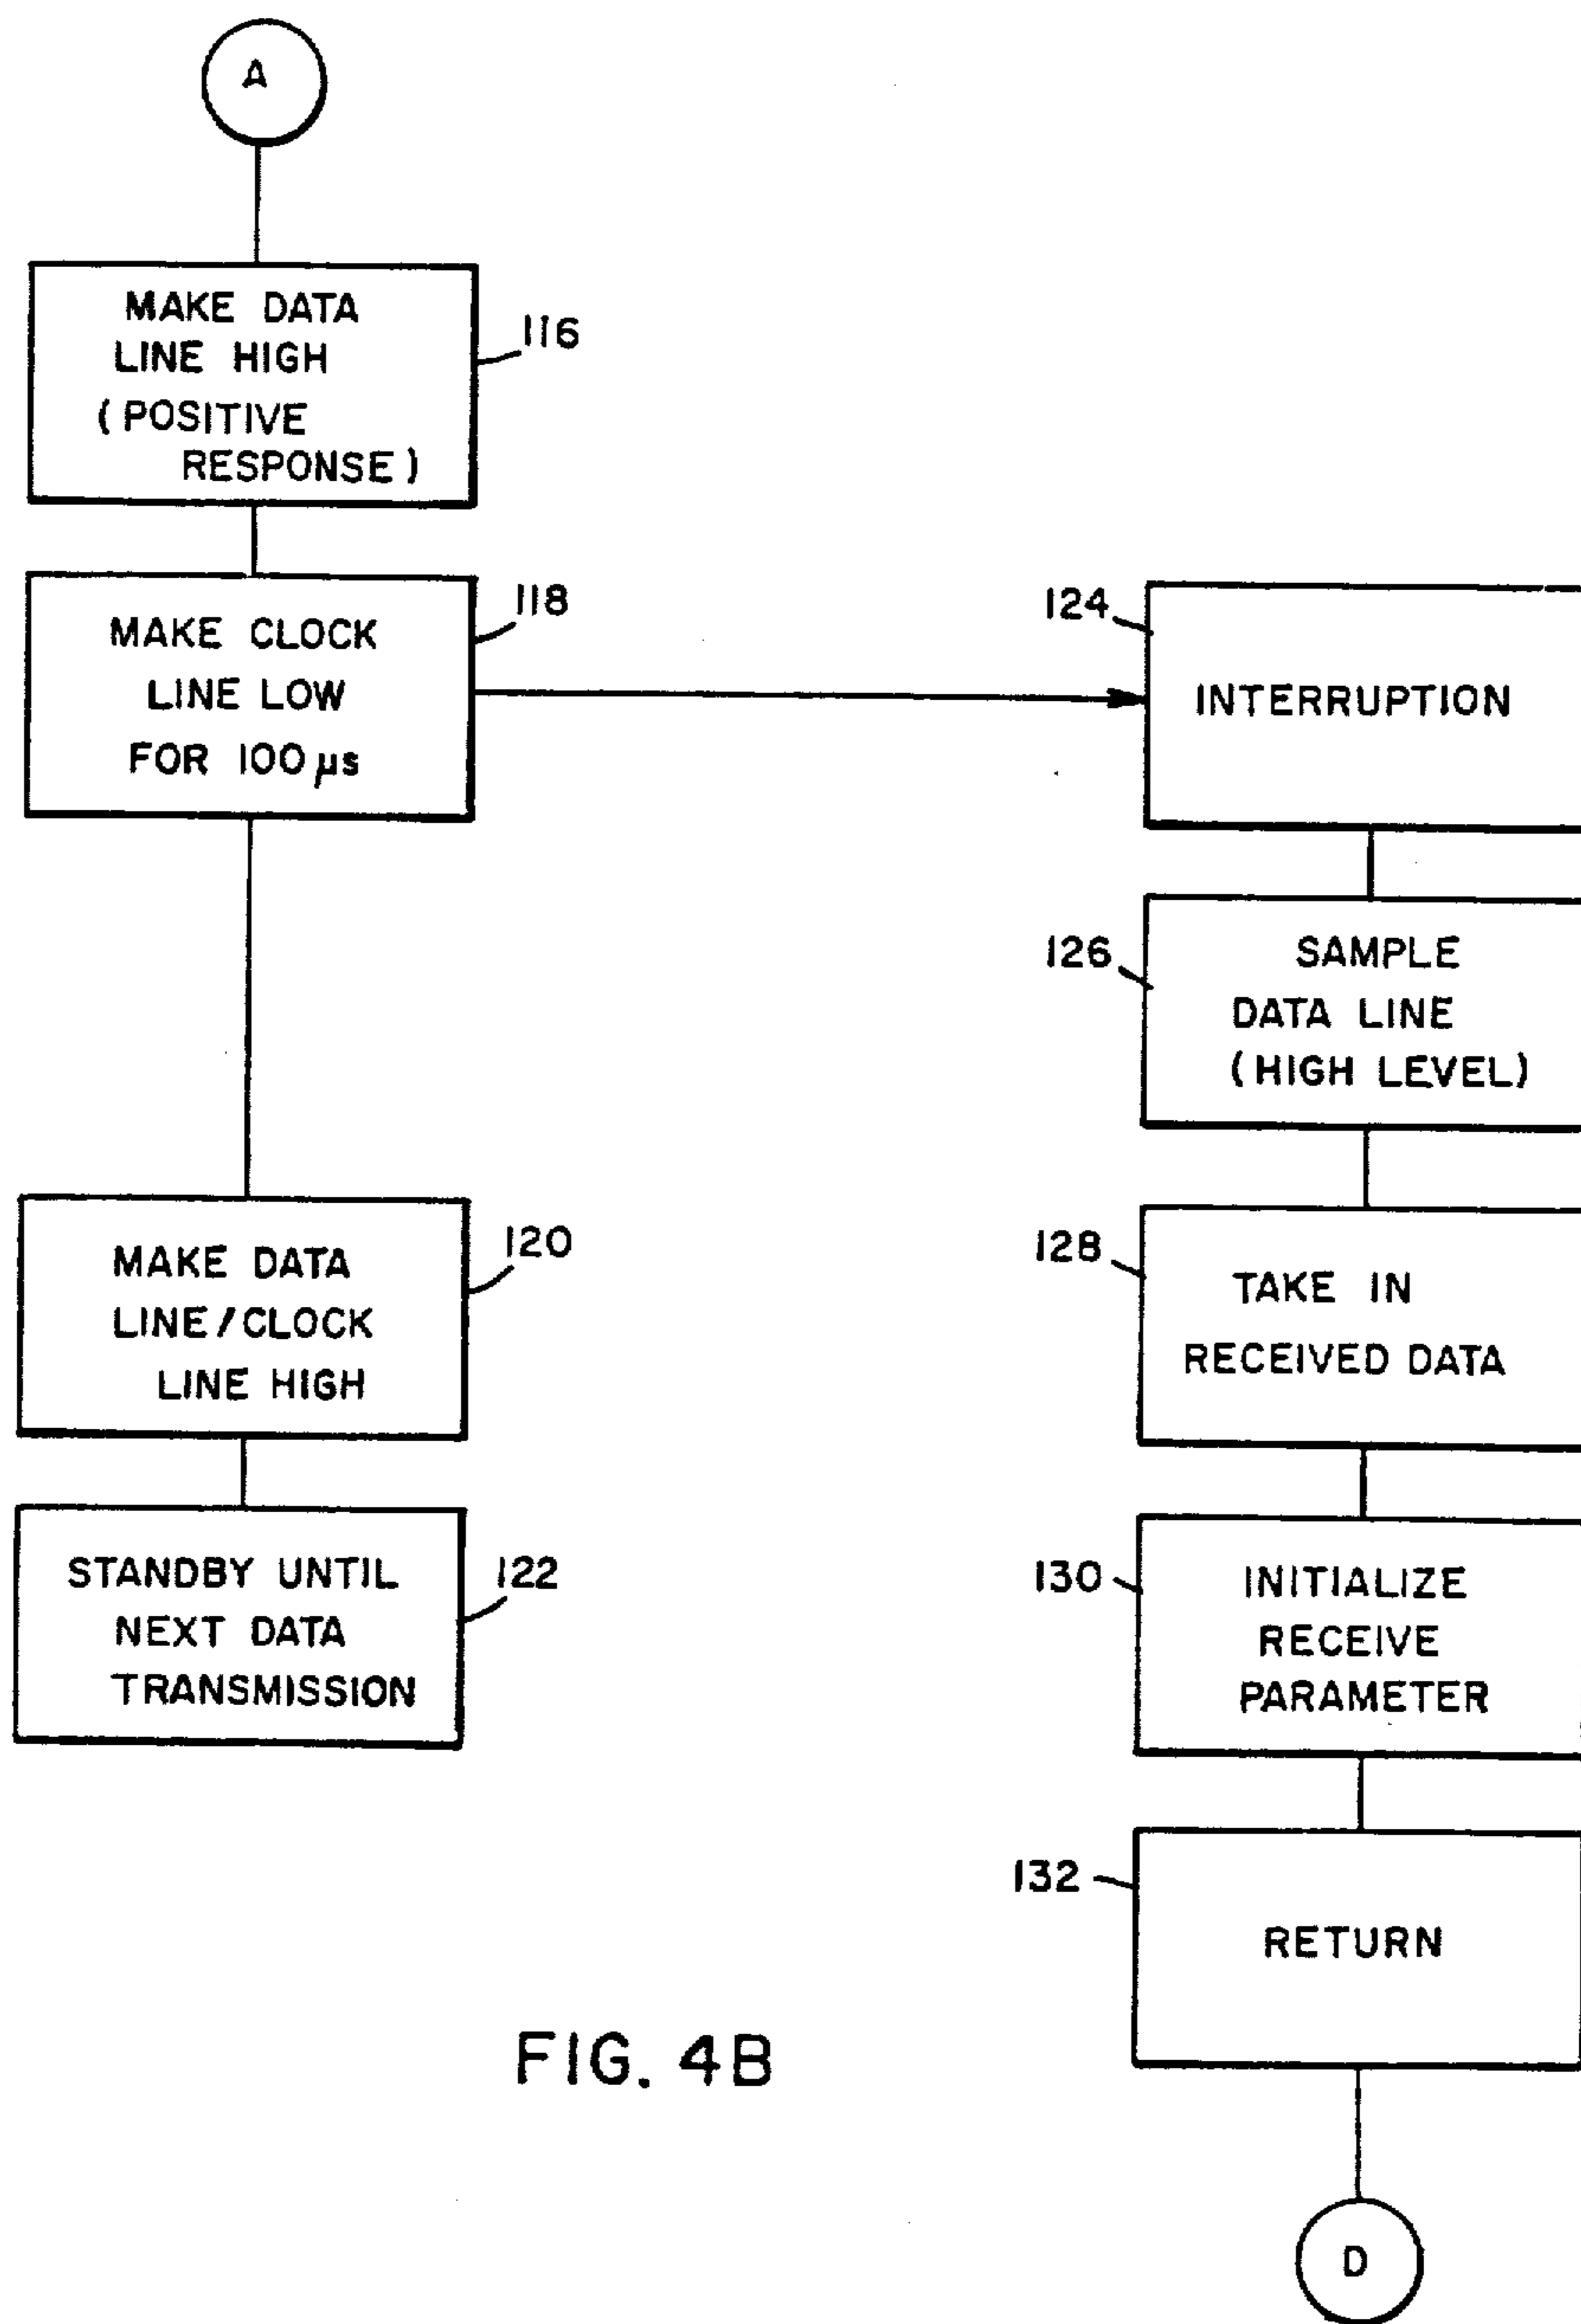 A
MAKE DATA
LINE HIGH
(POSITIVE
RESPONSE)
116
MAKE CLOCK
LINE LOW
FOR 100 µs
118
MAKE DATA
LINE/CLOCK
LINE HIGH
120
STANDBY UNTIL
NEXT DATA
TRANSMISSION
122
124
INTERRUPTION
126
SAMPLE
DATA LINE
(HIGH LEVEL)
128
TAKE IN
RECEIVED DATA
130
INITIALIZE
RECEIVE
PARAMETER
132
RETURN
D
FIG. 4B